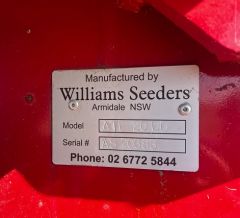 Manufactured by
Williams Seeders
Armidale NSW
Model
Serial #
Phone: 02 6772 5844